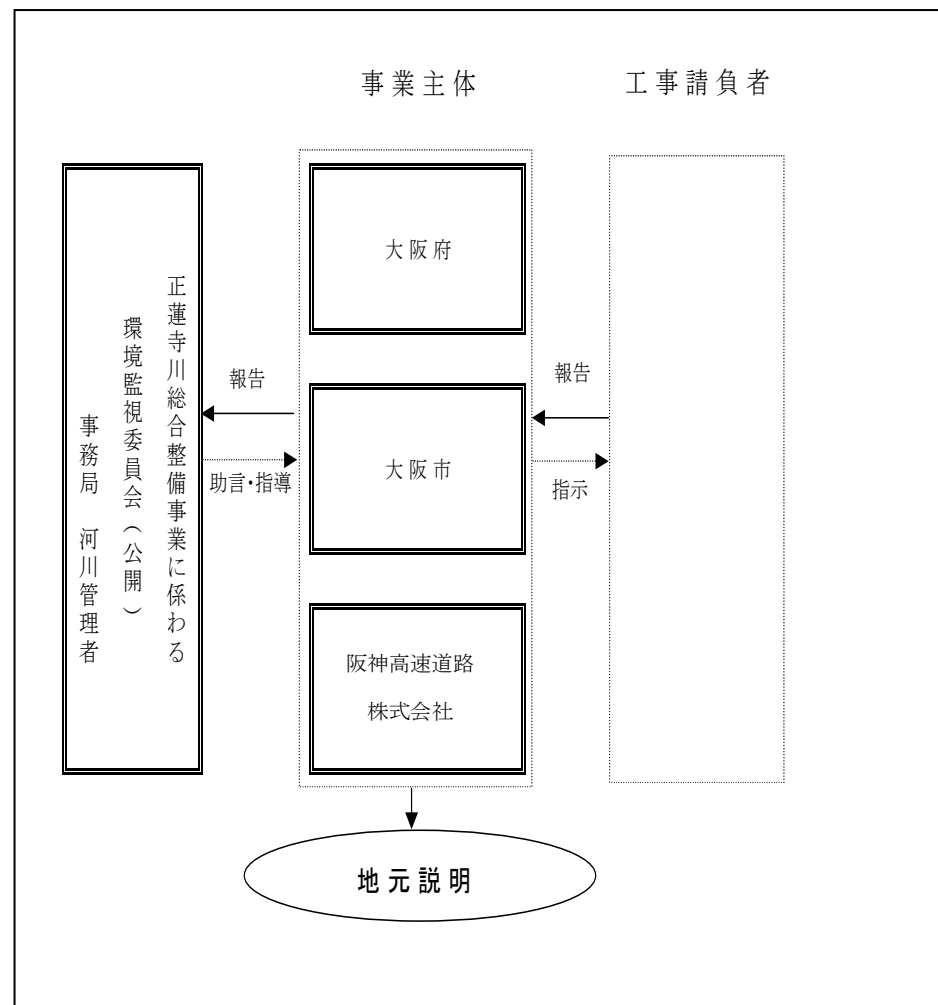 事業主体
工事請負者
正蓮寺川総合整備事業に係わる
環境監視委員会（公開）
事務局　河川管理者
報告
助言・指導
大阪府
大阪市
阪神高速道路
株式会社
報告
指示
地元説明